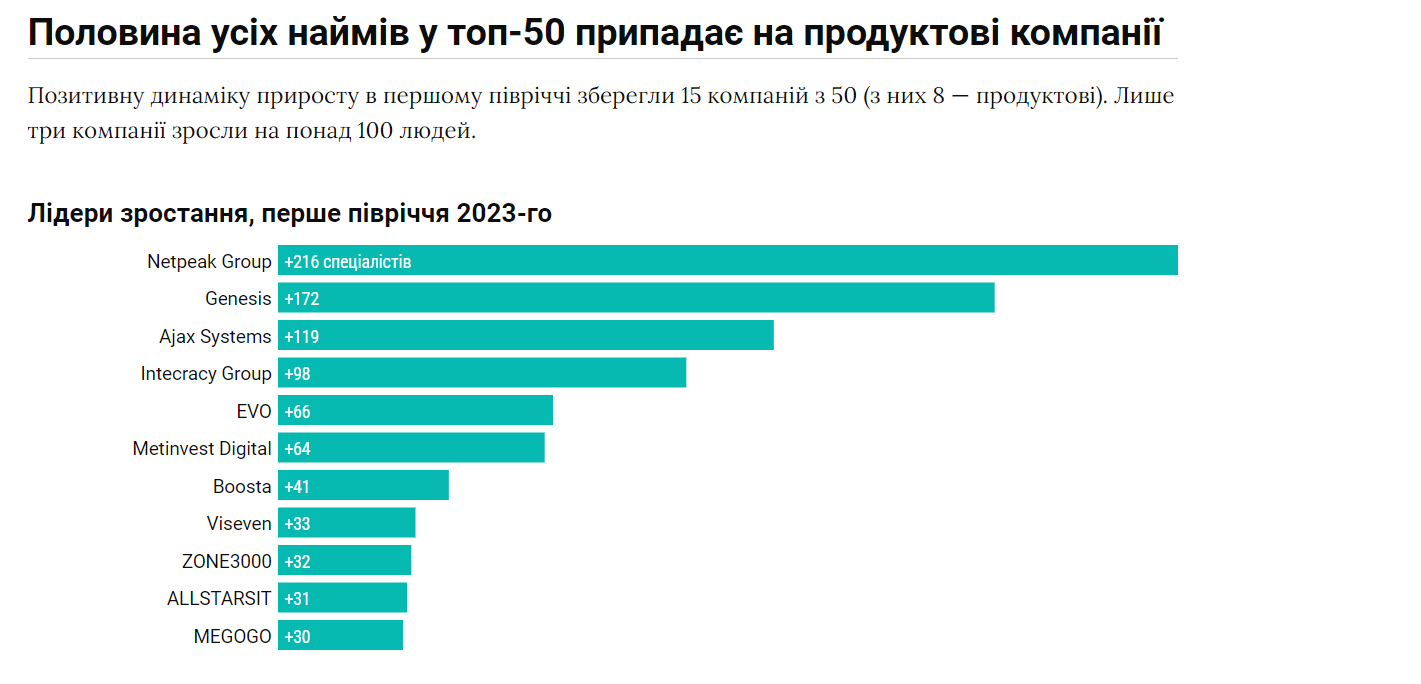 Половина усіх наймів у топ-50 припадає на продуктові компанії
Позитивну динаміку приросту в першому півріччі зберегли 15 компаній з 50 (з них 8 — продуктові). Лише
три компанії зросли на понад 100 людей.
Лідери зростання, перше півріччя 2023-го
Netpeak Group +216 спеціалістів
Genesis +172
Ajax Systems +119
Intecracy Group +98
EVO +66
Metinvest Digital +64
Boosta +41
Viseven +33
ZONE3000 +32
ALLSTARSIT +31
MEGOGO +30